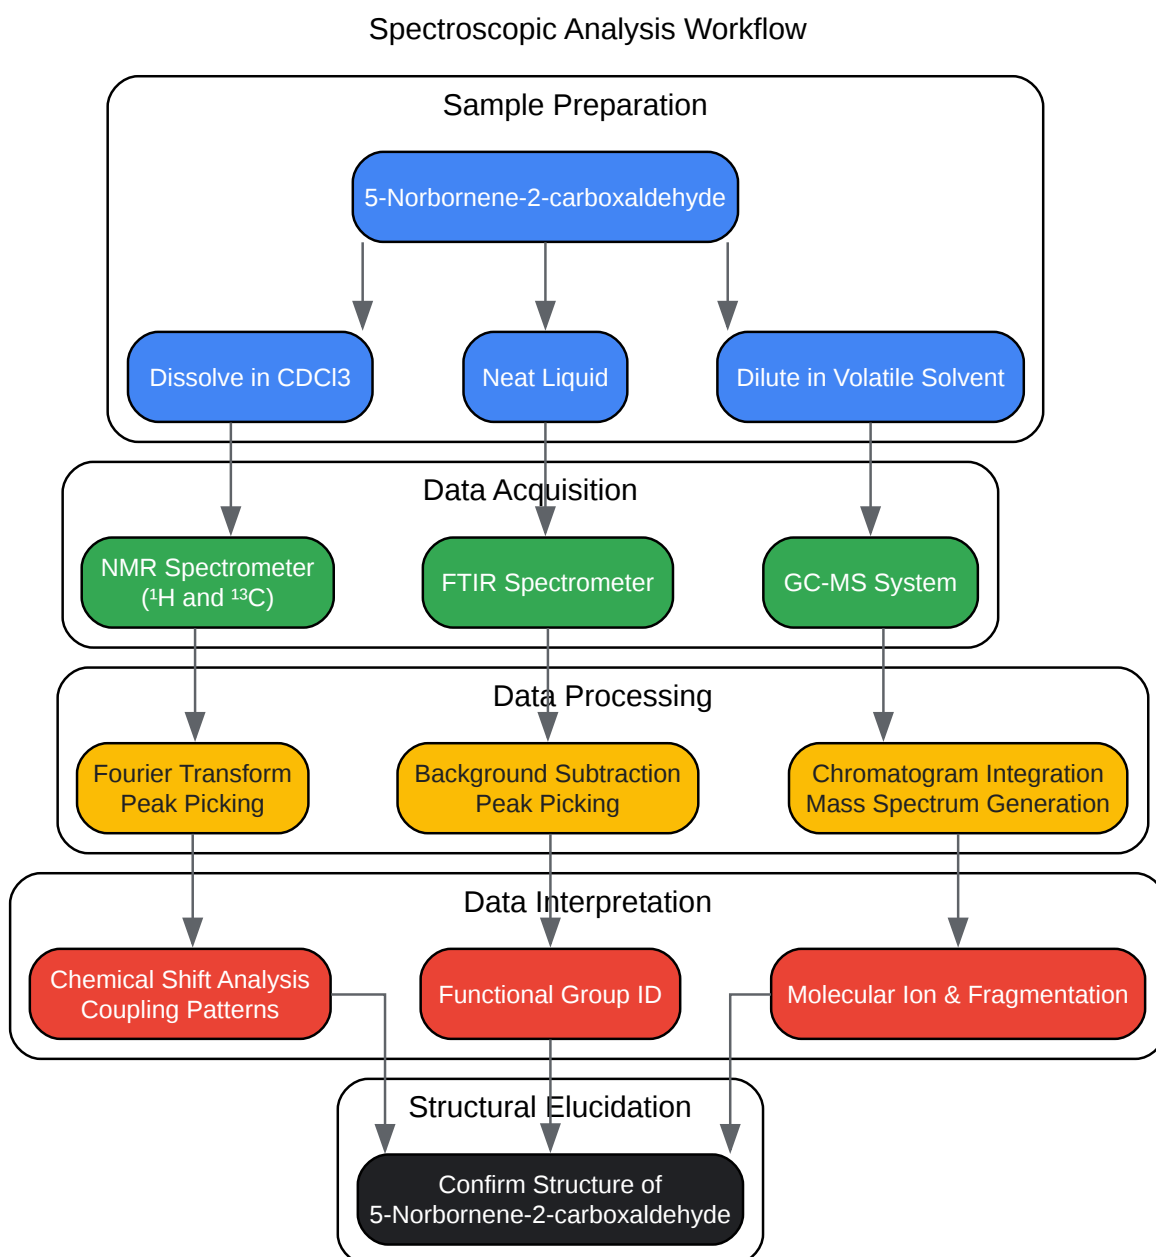 Spectroscopic Analysis Workflow
Sample Preparation
5-Norbornene-2-carboxaldehyde
Dissolve in CDCl3
Neat Liquid
Dilute in Volatile Solvent
Data Acquisition
NMR Spectrometer
(¹H and ¹³C)
FTIR Spectrometer
GC-MS System
Data Processing
Fourier Transform
Peak Picking
Background Subtraction
Peak Picking
Chromatogram Integration
Mass Spectrum Generation
Data Interpretation
Chemical Shift Analysis
Coupling Patterns
Functional Group ID
Molecular Ion & Fragmentation
Structural Elucidation
Confirm Structure of
5-Norbornene-2-carboxaldehyde